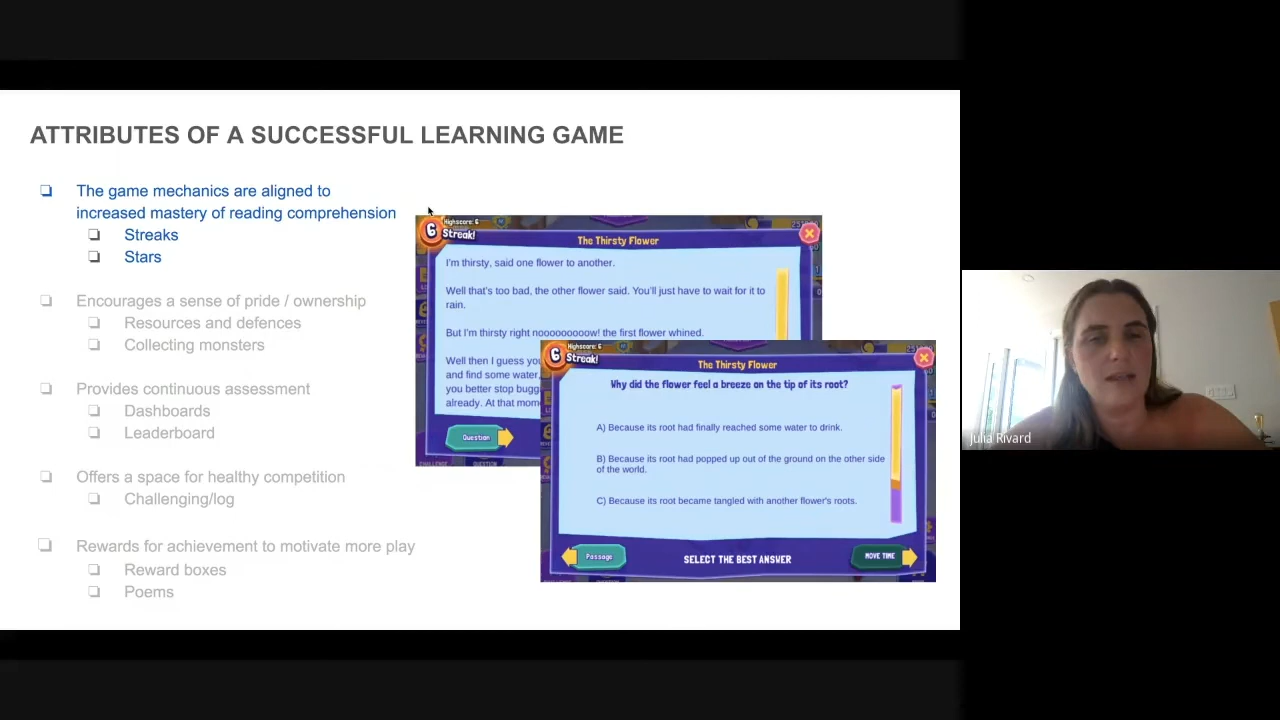 ATTRIBUTES OF A SUCCESSFUL LEARNING GAME
The game mechanics are aligned to
increased mastery of reading comprehension
Streaks
Stars
Encourages a sense of pride / ownership
Resources and defences
Collecting monsters
Provides continuous assessment
Dashboards
Leaderboard
Offers a space for healthy competition
Challenging/log
Rewards for achievement to motivate more play
Reward boxes
Poems
6
Highscore: 6
Streak!
The Thirsty Flower
I'm thirsty, said one flower to another.
Well that's too bad, the other flower said. You'll just have to wait for it to
rain.
But I'm thirsty right nooooooooow! the first flower whined.
Well then I guess you
and find some water,
you better stop bugg
already. At that mom
Question
6
Highscore: 6
Streak!
The Thirsty Flower
Why did the flower feel a breeze on the tip of its root?
A) Because its root had finally reached some water to drink.
B) Because its root had popped up out of the ground on the other side
of the world.
C) Because its root became tangled with another flower's roots.
Passage
SELECT THE BEST ANSWER
MOVE TIME
Julia Rivard